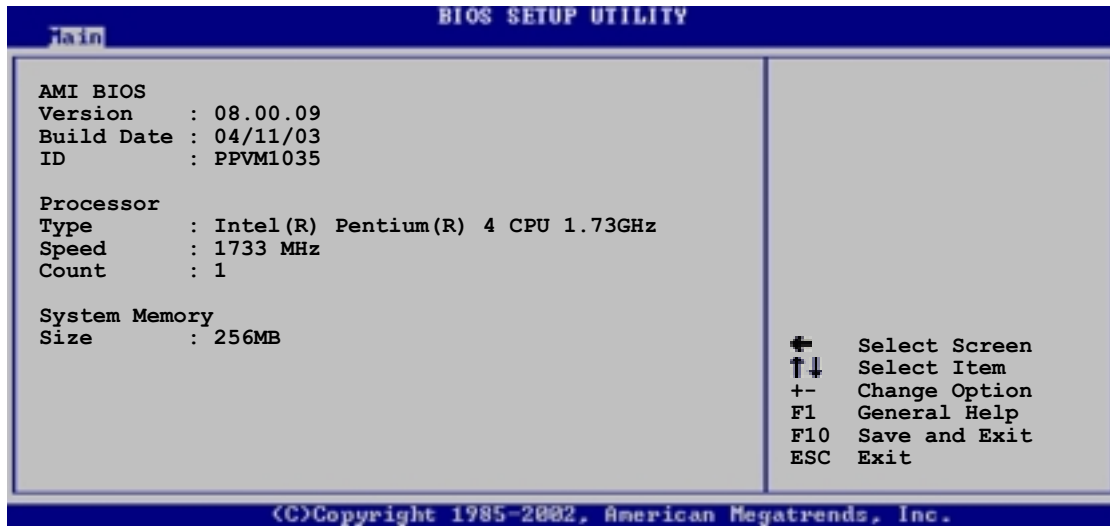 BIOS SETUP UTILITY
Main
AMI BIOS
Version : 08.00.09
Build Date : 04/11/03
ID : PPVM1035
Processor
Type : Intel(R) Pentium(R) 4 CPU 1.73GHz
Speed : 1733 MHz
Count : 1
System Memory
Size : 256MB
← Select Screen
↑↓ Select Item
+- Change Option
F1 General Help
F10 Save and Exit
ESC Exit
(C)Copyright 1985-2002, American Megatrends, Inc.